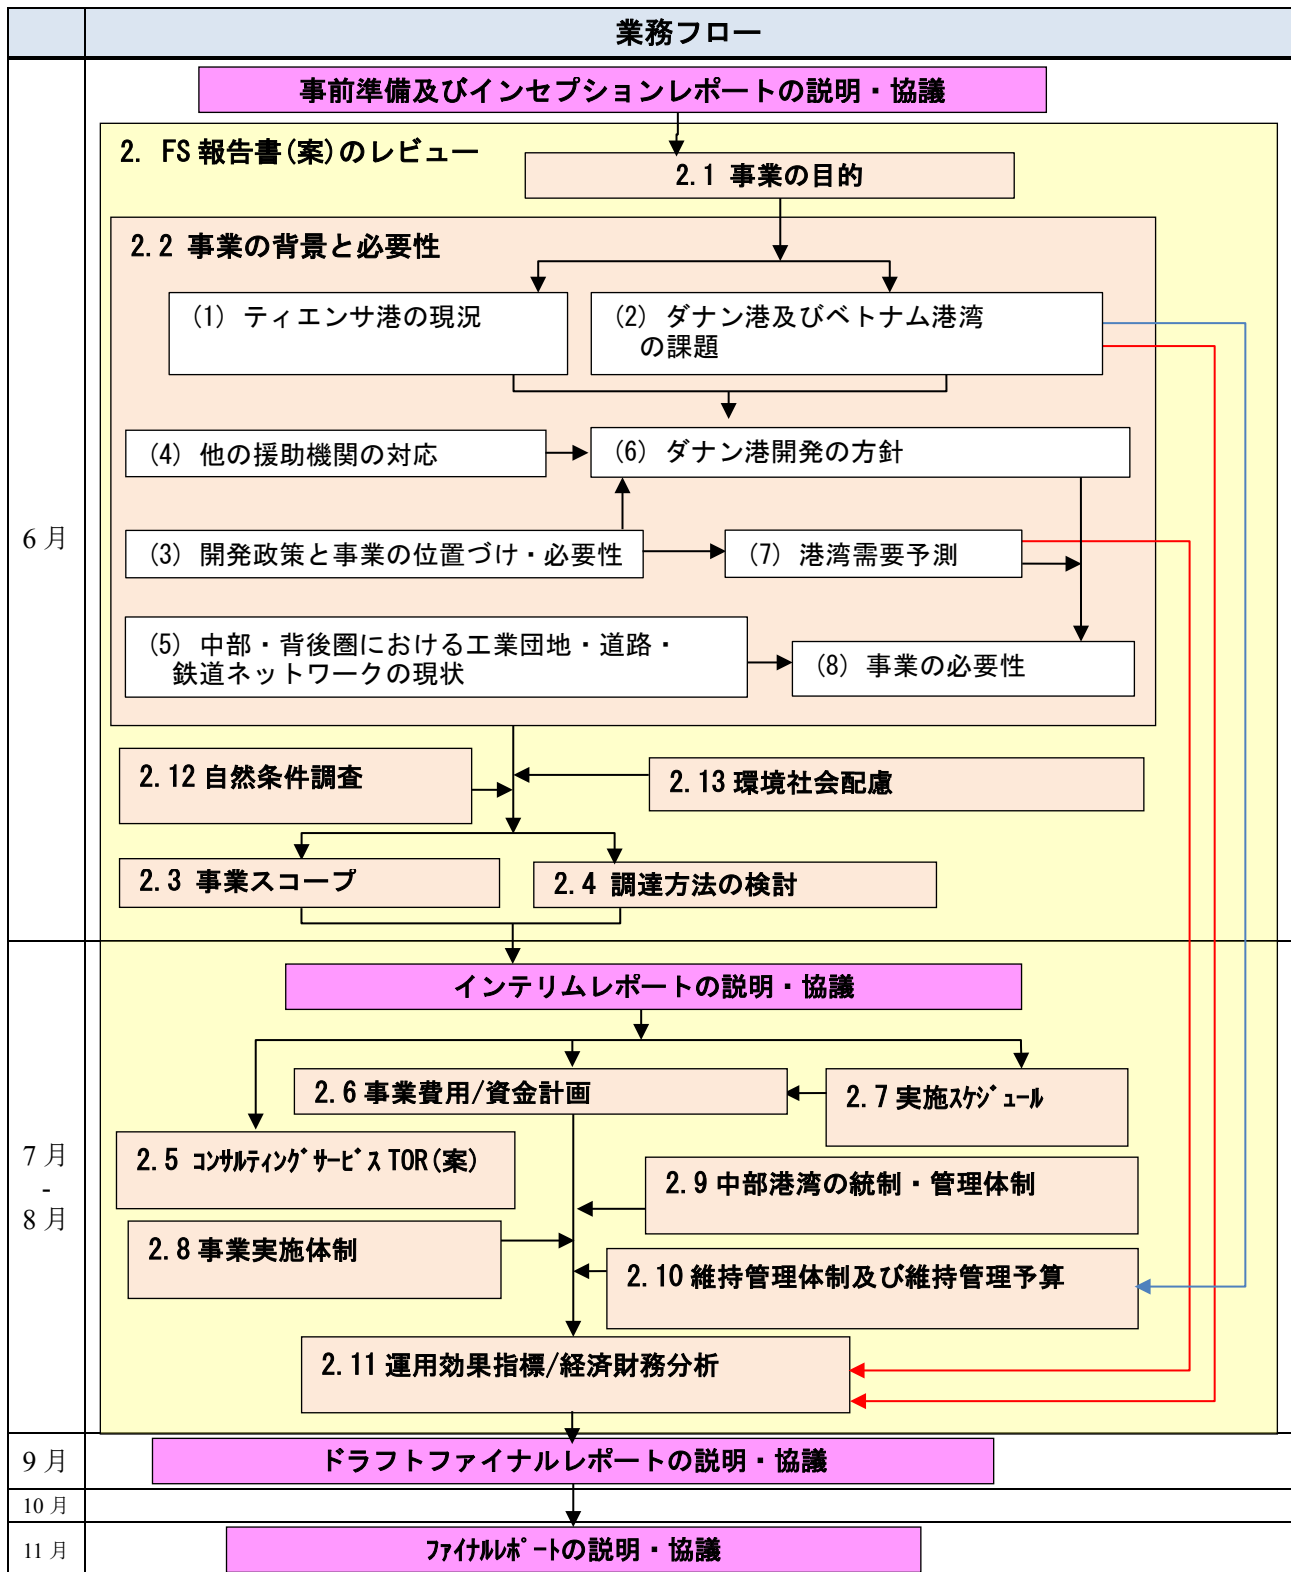 業務フロー
6 月
事前準備及びインセプションレポートの説明・協議
2. FS 報告書(案)のレビュー
2.1 事業の目的
2.2 事業の背景と必要性
(1) ティエンサ港の現況
(2) ダナン港及びベトナム港湾
の課題
(4) 他の援助機関の対応
(6) ダナン港開発の方針
(3) 開発政策と事業の位置づけ・必要性
(7) 港湾需要予測
(5) 中部・背後圏における工業団地・道路・
鉄道ネットワークの現状
(8) 事業の必要性
2.12 自然条件調査
2.13 環境社会配慮
2.3 事業スコープ
2.4 調達方法の検討
7 月
-
8 月
インテリムレポートの説明・協議
2.6 事業費用/資金計画
2.7 実施ｽｹｼﾞｭｰﾙ
2.5 ｺﾝｻﾙﾃｨﾝｸﾞｻｰﾋﾞｽ TOR(案)
2.9 中部港湾の統制・管理体制
2.8 事業実施体制
2.10 維持管理体制及び維持管理予算
2.11 運用効果指標/経済財務分析
9 月
ドラフトファイナルレポートの説明・協議
10 月
11 月
ﾌｧｲﾅﾙﾚﾎﾟｰﾄの説明・協議